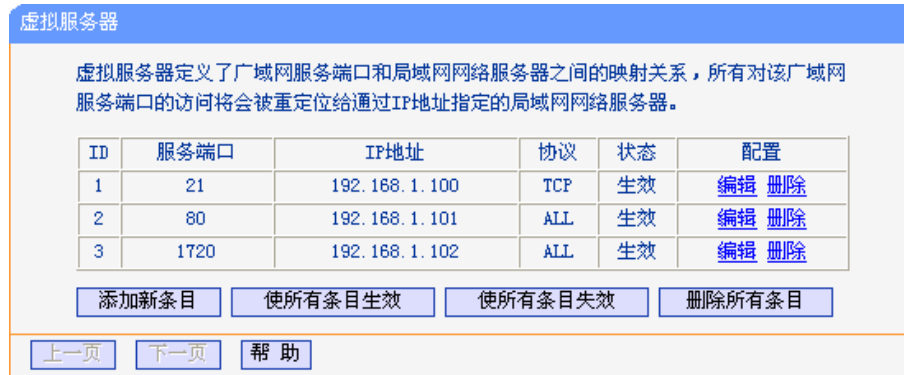 虚拟服务器
虚拟服务器定义了广域网服务端口和局域网网络服务器之间的映射关系，所有对该广域网
服务端口的访问将会被重定位给通过IP地址指定的局域网网络服务器。
ID 服务端口 IP地址 协议 状态 配置
1 21 192.168.1.100 TCP 生效 编辑 删除
2 80 192.168.1.101 ALL 生效 编辑 删除
3 1720 192.168.1.102 ALL 生效 编辑 删除
添加新条目 使所有条目生效 使所有条目失效 删除所有条目
上一页 下一页 帮 助